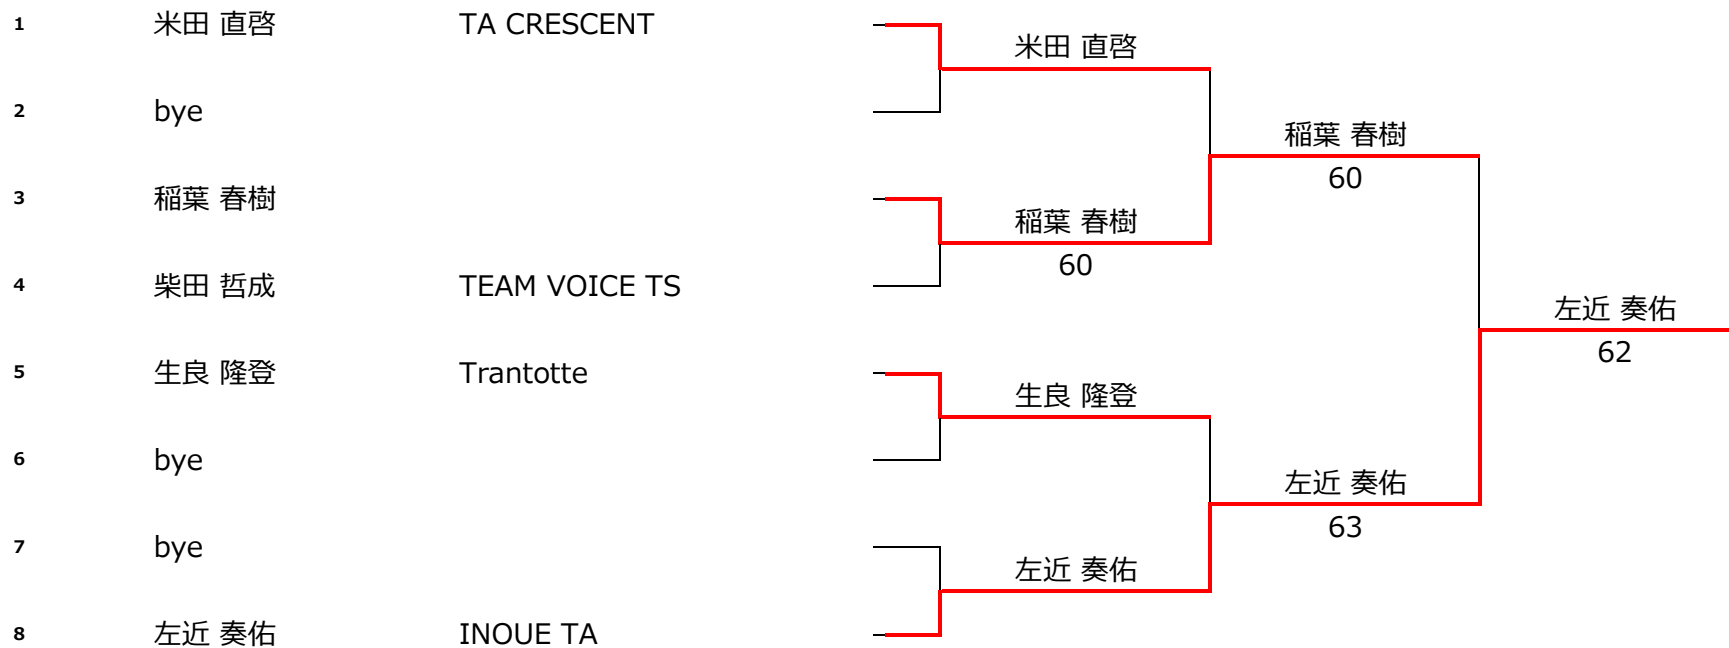 1 米田 直啓 TA CRESCENT
米田 直啓
2 bye
稲葉 春樹
60
3 稲葉 春樹
稲葉 春樹
60
4 柴田 哲成 TEAM VOICE TS
左近 奏佑
62
5 生良 隆登 Trantotte
生良 隆登
6 bye
左近 奏佑
63
7 bye
左近 奏佑
8 左近 奏佑 INOUE TA